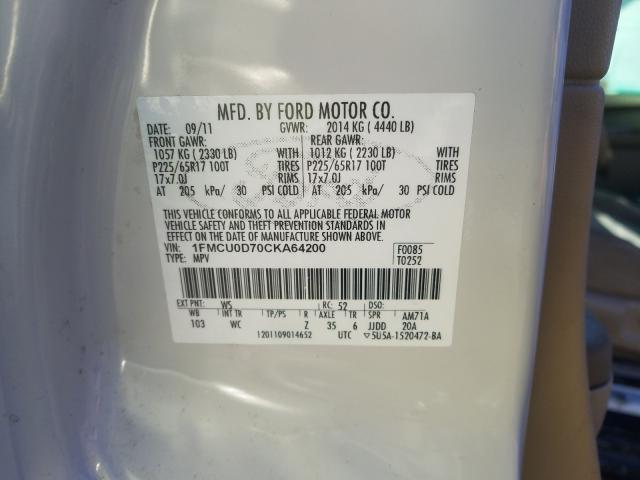 MFD. BY FORD MOTOR CO.
DATE: 09/11 GVWR: 2014 KG ( 4440 LB)
FRONT GAWR: REAR GAWR:
1057 KG ( 2330 LB) WITH 1012 KG ( 2230 LB) WITH
P225/65R17 100T TIRES P225/65R17 100T TIRES
17x7.0J RIMS 17x7.0J RIMS
AT 205 kPa/ 30 PSI COLD AT 205 kPa/ 30 PSI COLD
THIS VEHICLE CONFORMS TO ALL APPLICABLE FEDERAL MOTOR
VEHICLE SAFETY AND BUMPER STANDARDS IN
EFFECT ON THE DATE OF MANUFACTURE SHOWN ABOVE.
VIN: 1FMCU0D70CKA64200 F0085
TYPE: MPV T0252
EXT PNT: WS RC: 52 DSO:
WB INT TR TP/PS R AXLE TR SPR AM71A
103 WC Z 35 6 JJDD 20A
1201109014652 UTC 5U5A-1520472-BA